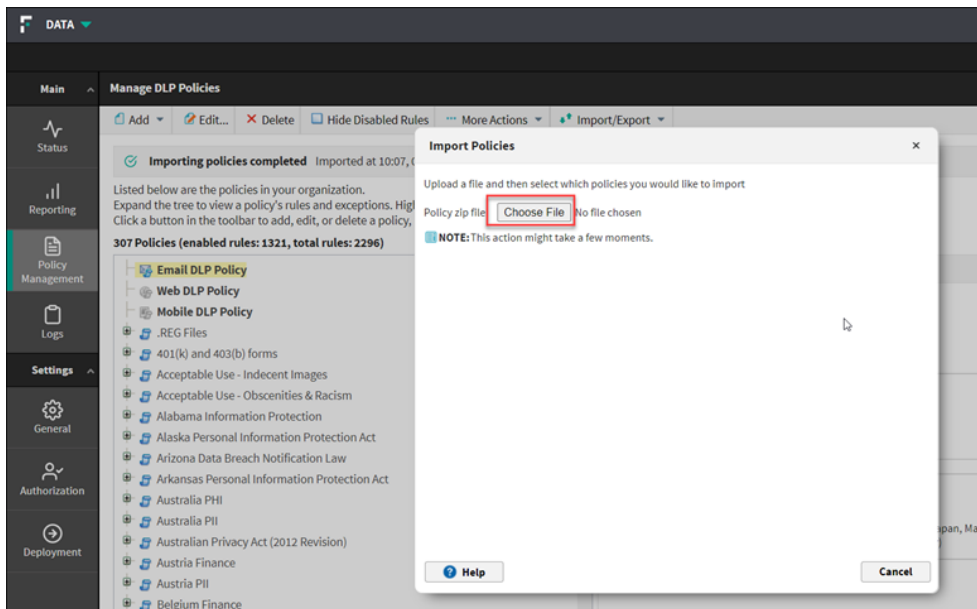 DATA
Main
Manage DLP Policies
Add
Edit...
Delete
Hide Disabled Rules
More Actions
Import/Export
Status
Reporting
Policy
Management
Logs
Settings
General
Authorization
Deployment
Importing policies completed Imported at 10:07,
Listed below are the policies in your organization.
Expand the tree to view a policy's rules and exceptions.
Click a button in the toolbar to add, edit, or delete a policy,
307 Policies (enabled rules: 1321, total rules: 2296)
Email DLP Policy
Web DLP Policy
Mobile DLP Policy
.REG Files
401(k) and 403(b) forms
Acceptable Use - Indecent Images
Acceptable Use - Obscenities & Racism
Alabama Information Protection
Alaska Personal Information Protection Act
Arizona Data Breach Notification Law
Arkansas Personal Information Protection Act
Australia PHI
Australia PII
Australian Privacy Act (2012 Revision)
Austria Finance
Austria PII
Belgium Finance
Import Policies
Upload a file and then select which policies you would like to import
Policy zip file
Choose File
No file chosen
NOTE: This action might take a few moments.
Help
Cancel